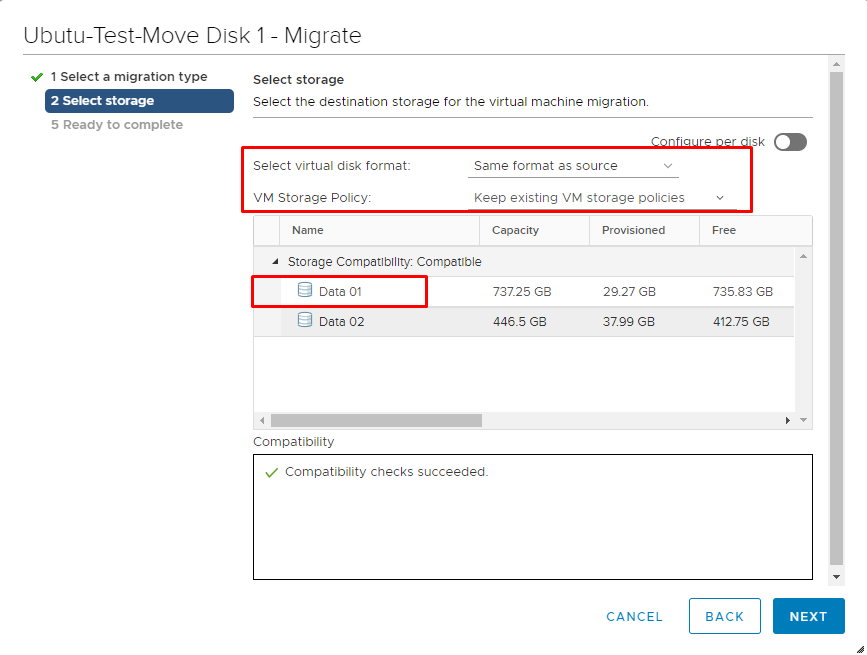 Ubutu-Test-Move Disk 1 - Migrate
1 Select a migration type
2 Select storage
5 Ready to complete
Select storage
Select the destination storage for the virtual machine migration.
Configure per disk
Select virtual disk format: Same format as source
VM Storage Policy: Keep existing VM storage policies
Name Capacity Provisioned Free
Storage Compatibility: Compatible
Data 01 737.25 GB 29.27 GB 735.83 GB
Data 02 446.5 GB 37.99 GB 412.75 GB
Compatibility
Compatibility checks succeeded.
CANCEL BACK NEXT